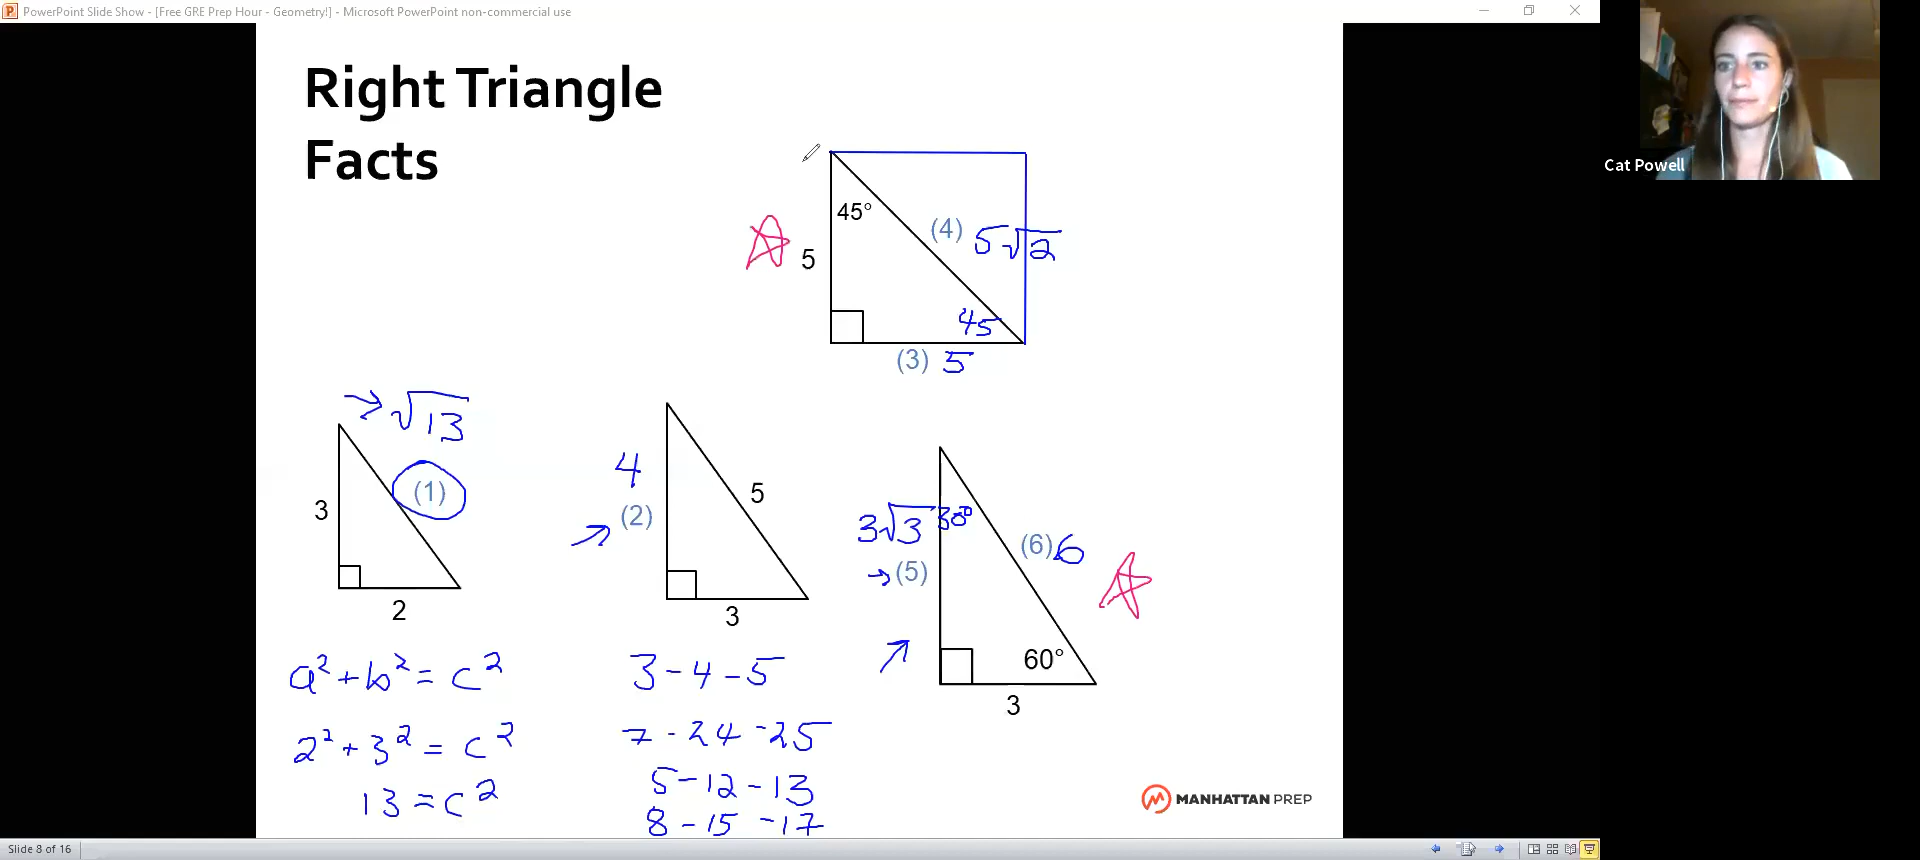 PowerPoint Slide Show - [Free GRE Prep Hour - Geometry!] - Microsoft PowerPoint non-commercial use
Right Triangle
Facts
Cat Powell
45°
(4) 5√2
5
45
(3) 5
→ √13
3
(1)
2
4
(2)
5
3
3√3
30°
(5)
(6) 6
60°
3
a² + b² = c²
2² + 3² = c²
13 = c²
3 - 4 - 5
7 - 24 - 25
5 - 12 - 13
8 - 15 - 17
MANHATTAN PREP
Slide 8 of 16